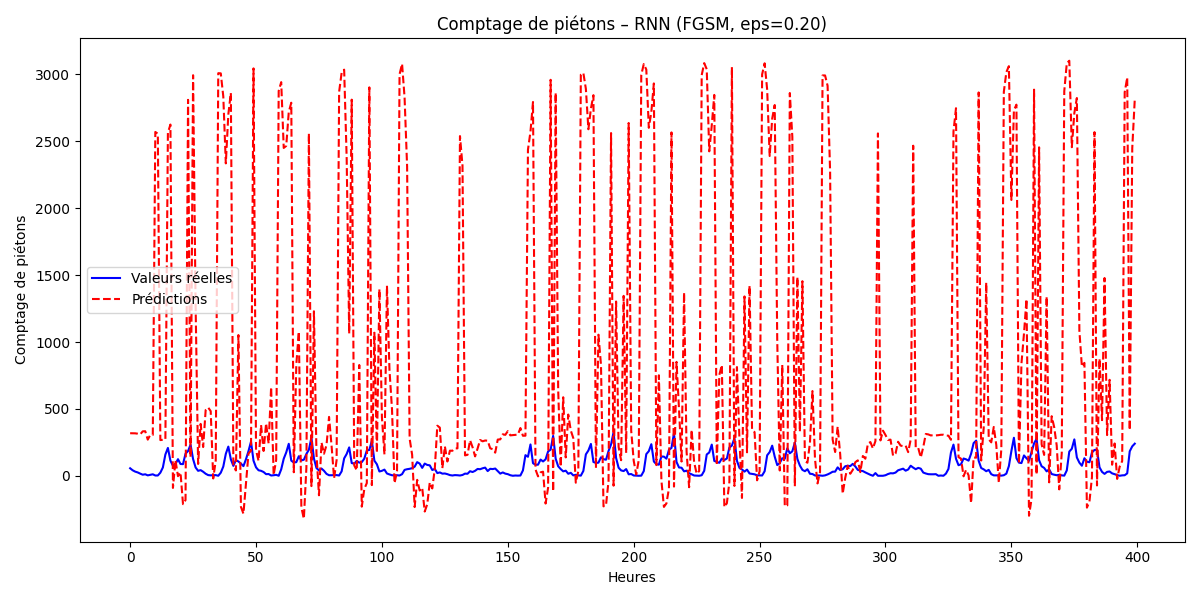 Comptage de piétons – RNN (FGSM, eps=0.20)
Comptage de piétons
3000
2500
2000
1500
1000
500
0
Valeurs réelles
Prédictions
0 50 100 150 200 250 300 350 400
Heures